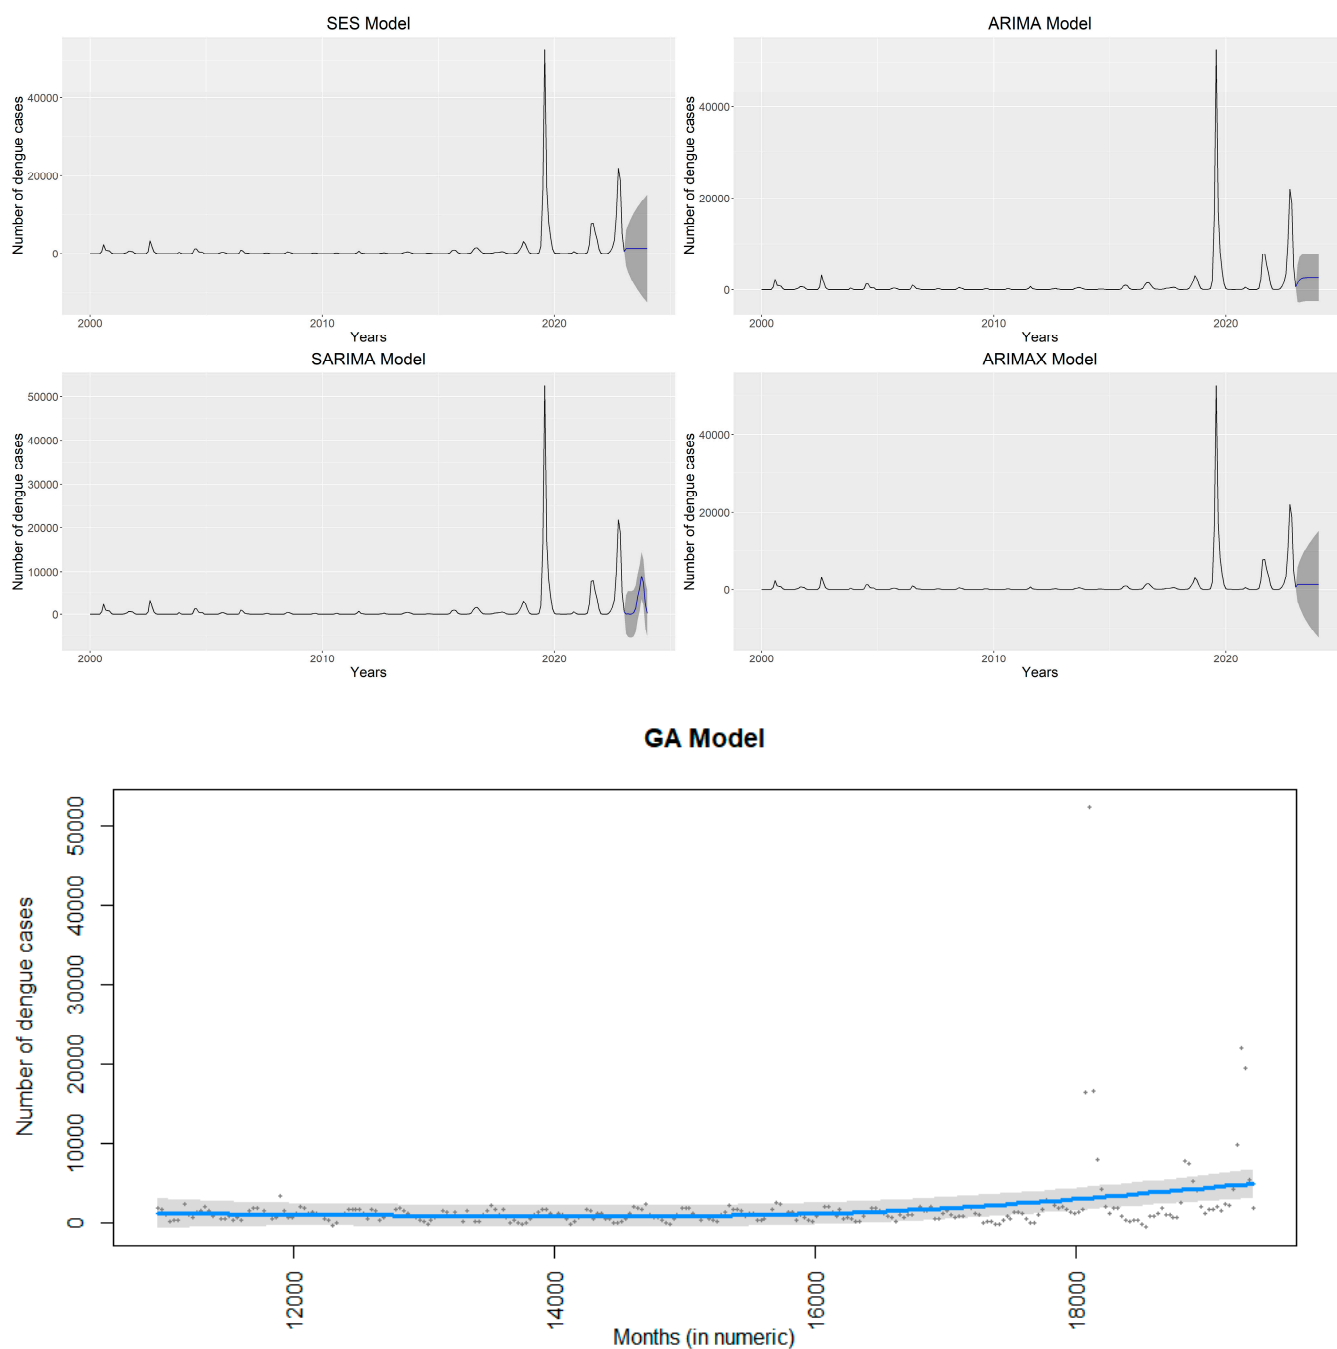 SES Model
Number of dengue cases
40000
20000
0
2000
2010
2020
Years
ARIMA Model
Number of dengue cases
40000
20000
0
2000
2010
2020
Years
SARIMA Model
Number of dengue cases
50000
40000
30000
20000
10000
0
2000
2010
2020
Years
ARIMAX Model
Number of dengue cases
40000
20000
0
2000
2010
2020
Years
GA Model
Number of dengue cases
50000
40000
30000
20000
10000
0
12000
14000
16000
18000
Months (in numeric)